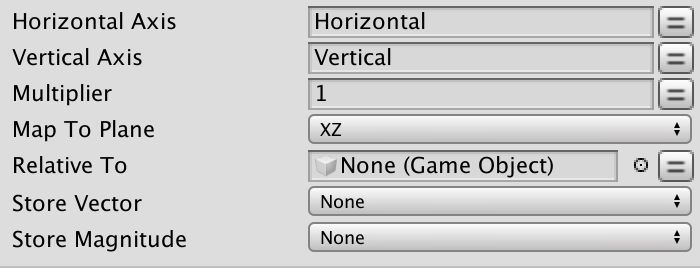 Horizontal Axis Horizontal =
Vertical Axis Vertical =
Multiplier 1 =
Map To Plane XZ
Relative To None (Game Object) =
Store Vector None
Store Magnitude None